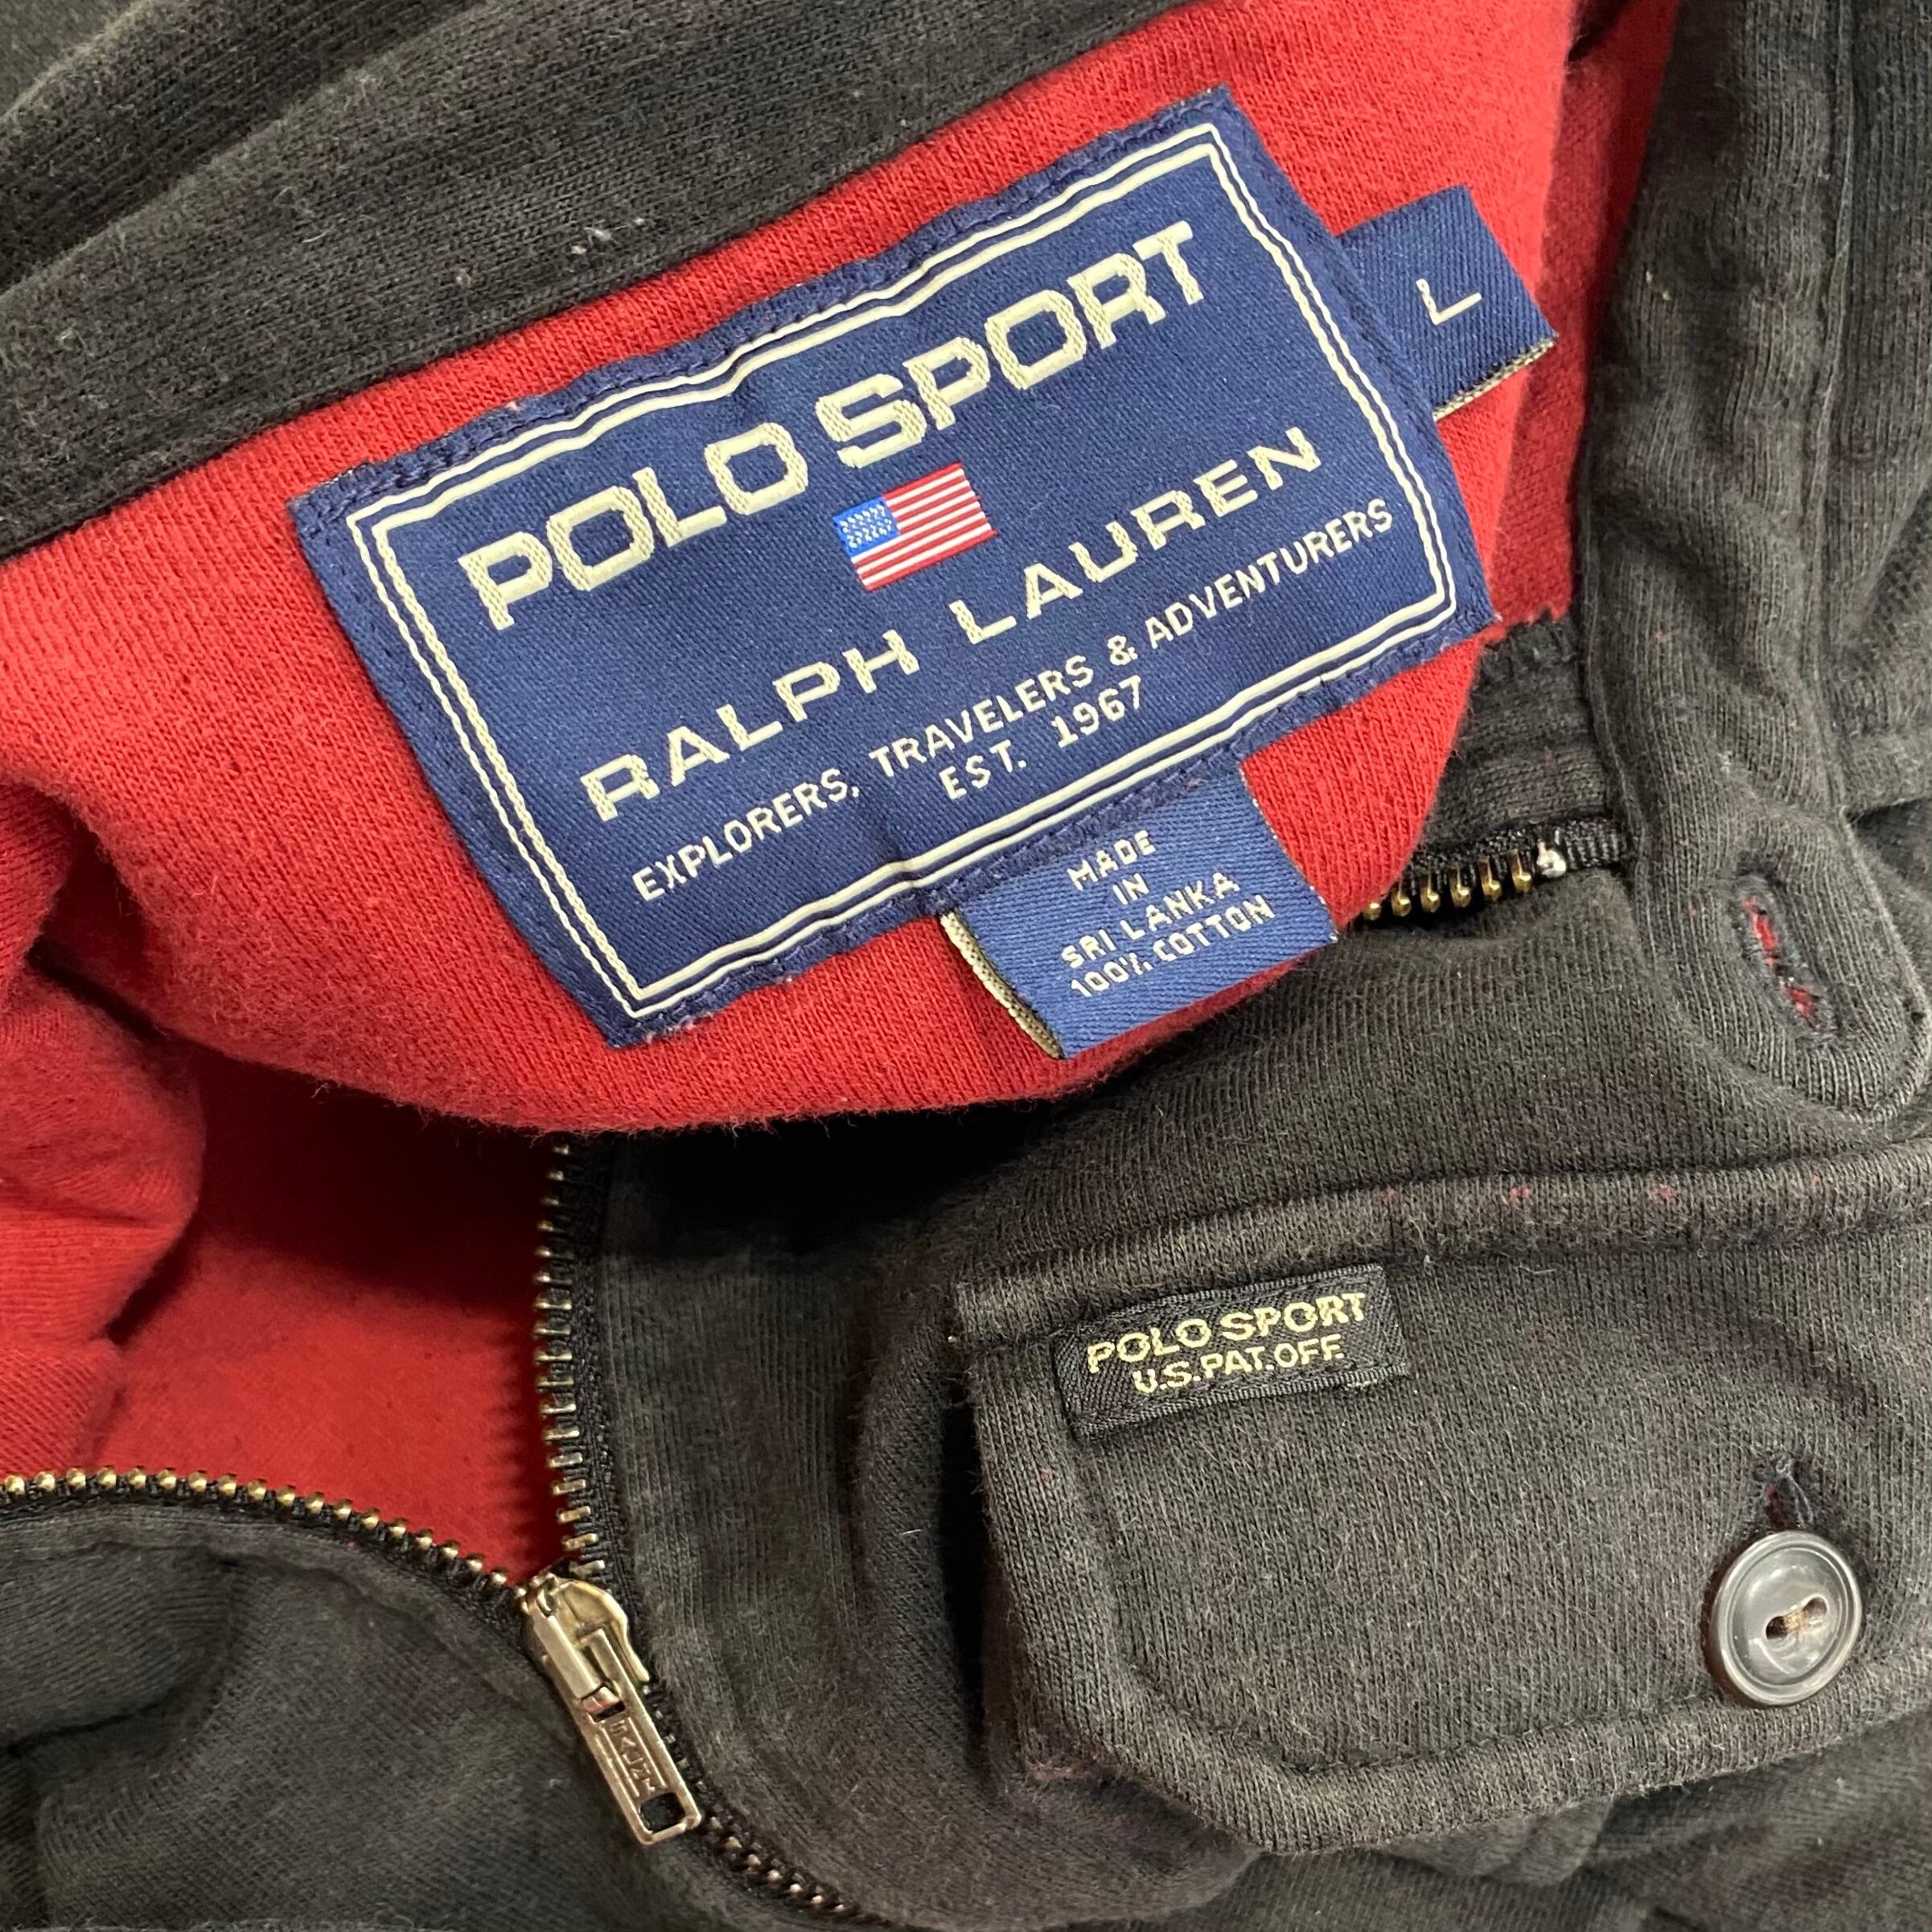 POLO SPORT
L
RALPH LAUREN
EXPLORERS, TRAVELERS & ADVENTURERS
EST. 1967
MADE
IN
SRI LANKA
100% COTTON
POLO SPORT
U.S.PAT.OFF.